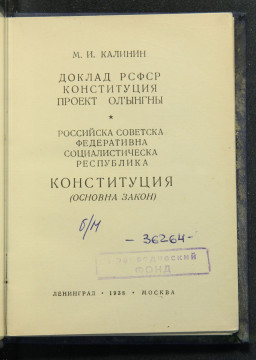 М. И. КАЛИНИН
ДОКЛАД РСФСР
КОНСТИТУЦИЯ
ПРОЕКТ ОЛЫНГНЫ
★
РОССИЙСКА СОВЕТСКА
ФЕДЕРАТИВНА
СОЦИАЛИСТИЧЕСКА
РЕСПУБЛИКА
КОНСТИТУЦИЯ
(ОСНОВНА ЗАКОН)
б/н
- 36264 -
ФОНД
ЛЕНИНГРАД • 1938 • МОСКВА